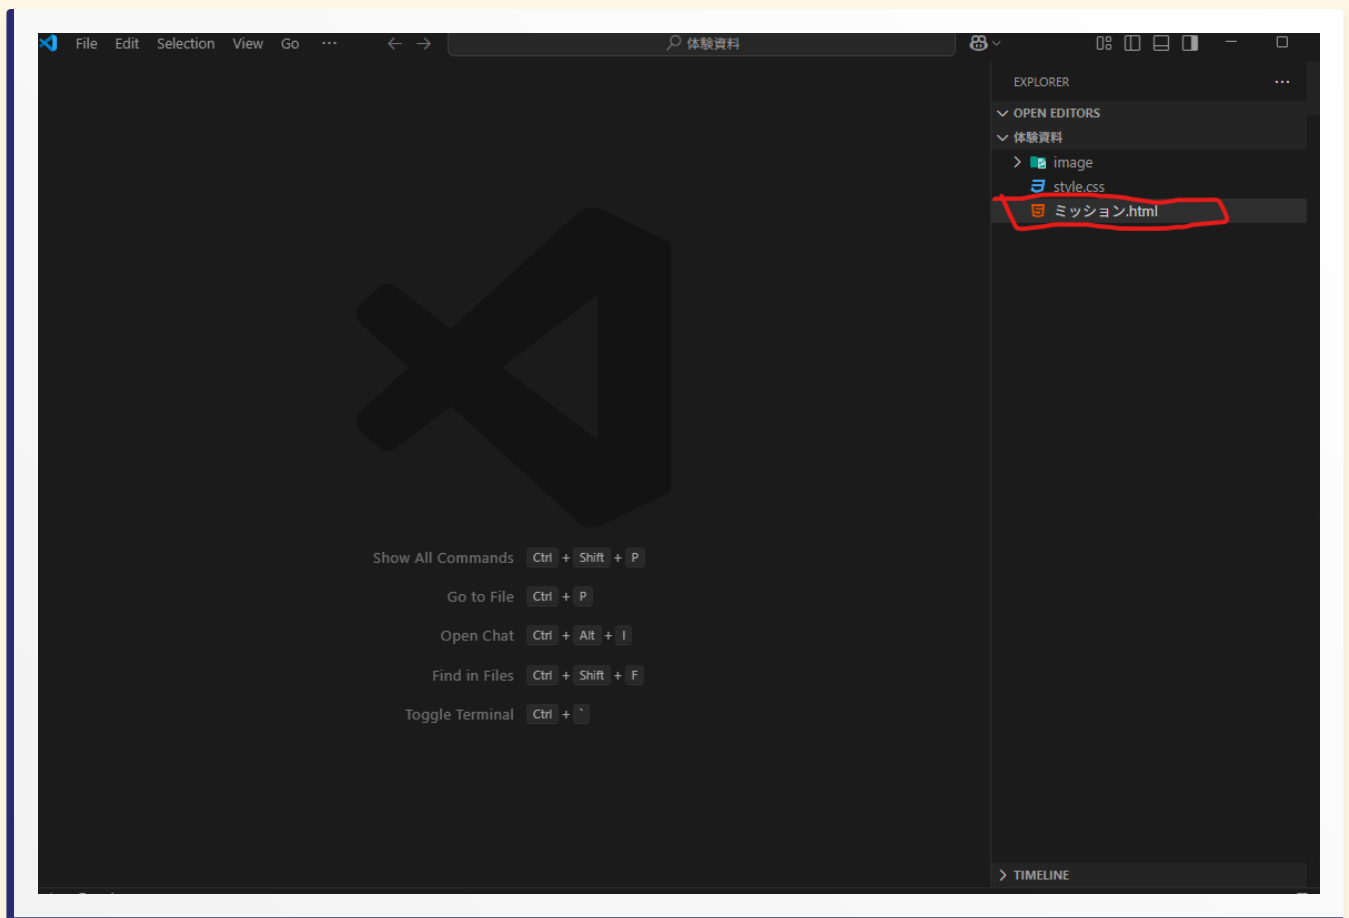 File Edit Selection View Go ··· ← → 体験資料
EXPLORER ···
OPEN EDITORS
体験資料
image
style.css
ミッション.html
Show All Commands Ctrl + Shift + P
Go to File Ctrl + P
Open Chat Ctrl + Alt + I
Find in Files Ctrl + Shift + F
Toggle Terminal Ctrl + `
TIMELINE